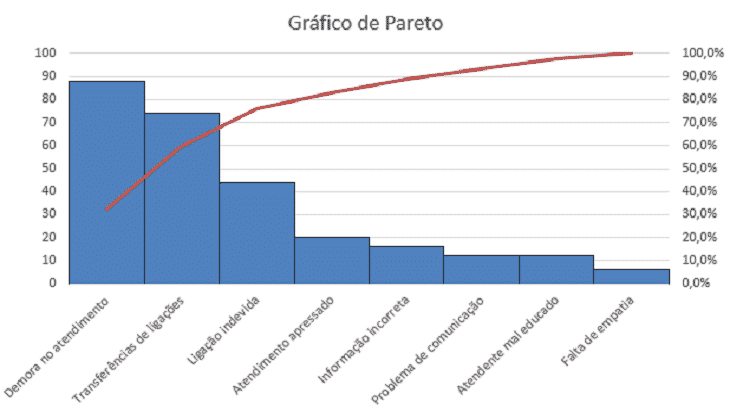 Gráfico de Pareto
100
90
80
70
60
50
40
30
20
10
0
100,0%
90,0%
80,0%
70,0%
60,0%
50,0%
40,0%
30,0%
20,0%
10,0%
0,0%
Demora no atendimento
Transferências de ligações
Ligação indevida
Atendimento apressado
Informação incorreta
Problema de comunicação
Atendente mal educado
Falta de empatia